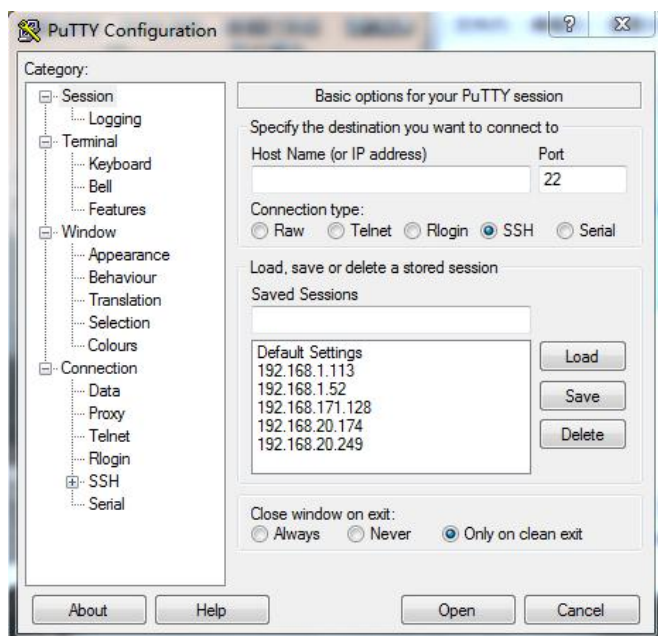 PuTTY Configuration
Category:
Session
Logging
Terminal
Keyboard
Bell
Features
Window
Appearance
Behaviour
Translation
Selection
Colours
Connection
Data
Proxy
Telnet
Rlogin
SSH
Serial
Basic options for your PuTTY session
Specify the destination you want to connect to
Host Name (or IP address) Port
22
Connection type:
Raw Telnet Rlogin SSH Serial
Load, save or delete a stored session
Saved Sessions
Default Settings
192.168.1.113
192.168.1.52
192.168.171.128
192.168.20.174
192.168.20.249
Load
Save
Delete
Close window on exit:
Always Never Only on clean exit
About Help Open Cancel